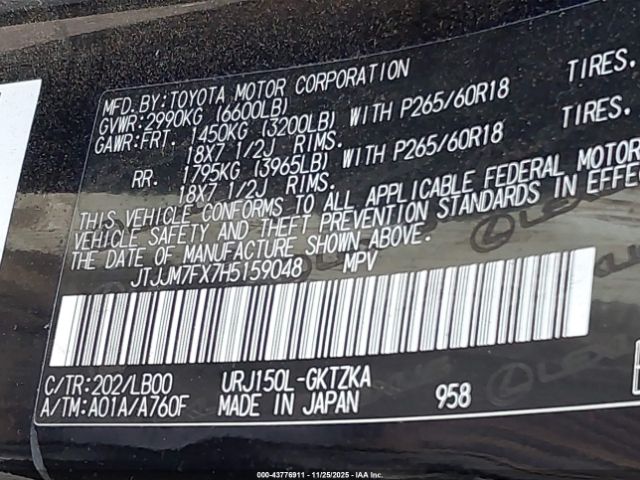 MFD. BY:TOYOTA MOTOR CORPORATION
GVWR:2990KG (6600LB)
GAWR:FRT. 1450KG (3200LB) WITH P265/60R18 TIRES.
18X7 1/2J RIMS.
RR. 1795KG (3965LB) WITH P265/60R18 TIRES.
18X7 1/2J RIMS.
THIS VEHICLE CONFORMS TO ALL APPLICABLE FEDERAL MOTOR
VEHICLE SAFETY AND THEFT PREVENTION STANDARDS IN EFFE
THE DATE OF MANUFACTURE SHOWN ABOVE.
JTJJM7FX7H5159048 MPV
C/TR:202/LB00 URJ150L-GKTZKA
A/TM:A01A/A760F MADE IN JAPAN 958
LEXUS
000-43776911 - 11/25/2025 - IAA Inc.